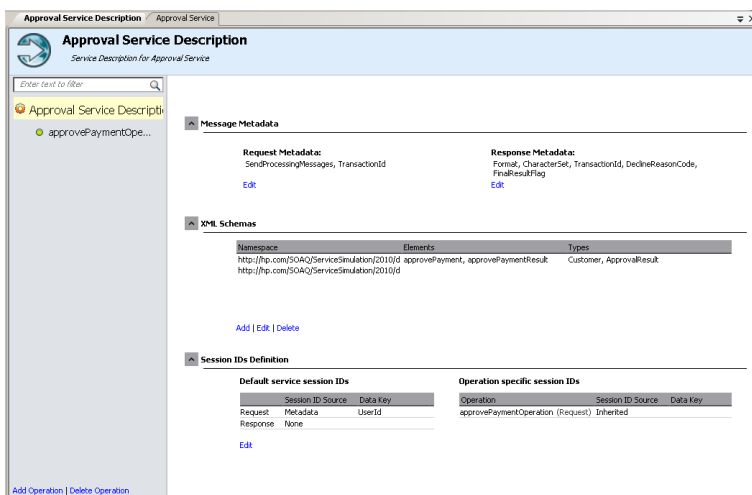 Approval Service Description Approval Service
Approval Service Description
Service Description for Approval Service
Enter text to filter
Approval Service Descripti
approvePaymentOpe...
Message Metadata
Request Metadata: Response Metadata:
SendProcessingMessages, TransactionId Format, CharacterSet, TransactionId, DeclineReasonCode,
FinalResultFlag
Edit Edit
XML Schemas
Namespace Elements Types
http://hp.com/SOAQ/ServiceSimulation/2010/d approvePayment, approvePaymentResult Customer, ApprovalResult
http://hp.com/SOAQ/ServiceSimulation/2010/d
Add | Edit | Delete
Session IDs Definition
Default service session IDs Operation specific session IDs
Session ID Source Data Key Operation Session ID Source Data Key
Request Metadata UserId approvePaymentOperation (Request) Inherited
Response None
Edit
Add Operation | Delete Operation